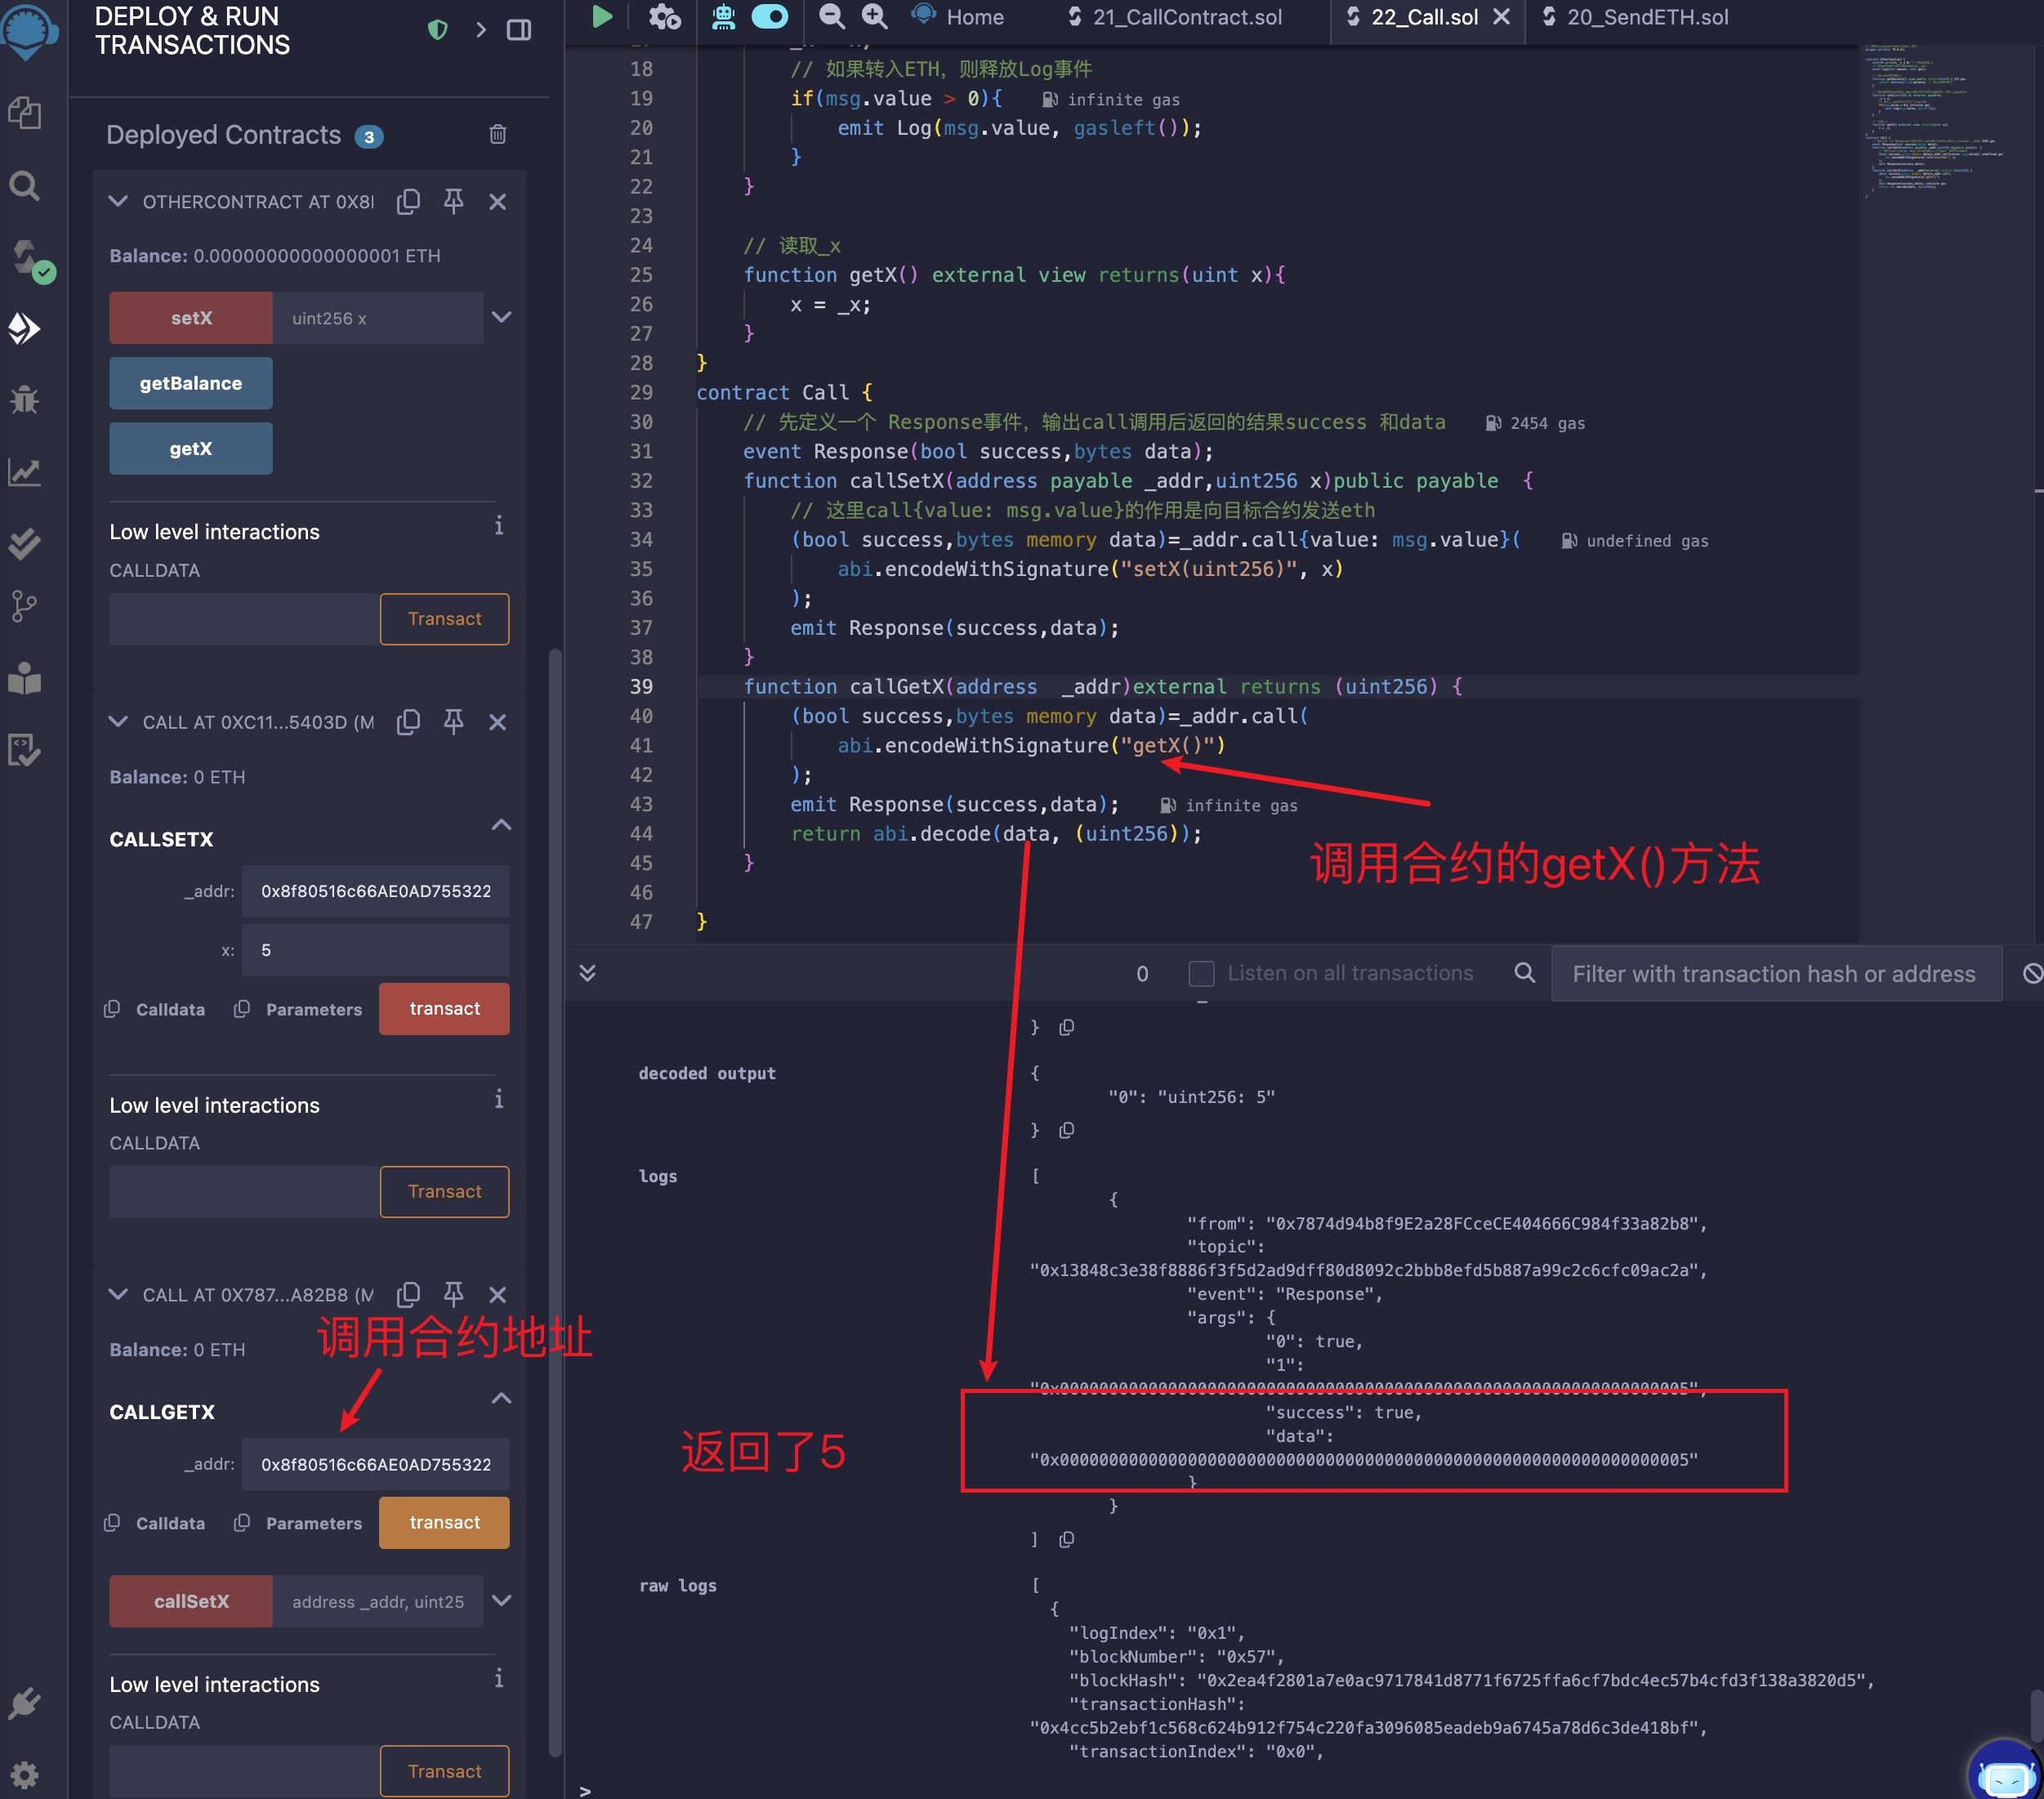 DEPLOY & RUN
TRANSACTIONS
Deployed Contracts 3
OTHERCONTRACT AT 0X8
Balance: 0.00000000000000001 ETH
setX uint256 x
getBalance
getX
Low level interactions i
CALLDATA
Transact
CALL AT 0XC11...5403D (M
Balance: 0 ETH
CALLSETX
_addr: 0x8f80516c66AE0AD755322
x: 5
Calldata Parameters transact
Low level interactions i
CALLDATA
Transact
CALL AT 0X787...A82B8 (M
调用合约地址
Balance: 0 ETH
CALLGETX
_addr: 0x8f80516c66AE0AD755322
Calldata Parameters transact
callSetX address _addr, uint25
Low level interactions i
CALLDATA
Transact
Home 21_CallContract.sol 22_Call.sol 20_SendETH.sol
18 // 如果转入ETH，则释放Log事件
19 if(msg.value > 0){ infinite gas
20 emit Log(msg.value, gasleft());
21 }
22 }
23
24 // 读取_x
25 function getX() external view returns(uint x){
26 x = _x;
27 }
28 }
29 contract Call {
30 // 先定义一个 Response事件，输出call调用后返回的结果success 和data 2454 gas
31 event Response(bool success,bytes data);
32 function callSetX(address payable _addr,uint256 x)public payable {
33 // 这里call{value: msg.value}的作用是向目标合约发送eth
34 (bool success,bytes memory data)=_addr.call{value: msg.value}( undefined gas
35 abi.encodeWithSignature("setX(uint256)", x)
36 );
37 emit Response(success,data);
38 }
39 function callGetX(address _addr)external returns (uint256) {
40 (bool success,bytes memory data)=_addr.call(
41 abi.encodeWithSignature("getX()")
42 );
43 emit Response(success,data); infinite gas
44 return abi.decode(data, (uint256));
45 }
46
47 }
调用合约的getX()方法
0 Listen on all transactions Filter with transaction hash or address
}
decoded output {
"0": "uint256: 5"
}
logs [
{
"from": "0x7874d94b8f9E2a28FCceCE404666C984f33a82b8",
"topic":
"0x13848c3e38f8886f3f5d2ad9dff80d8092c2bbb8efd5b887a99c2c6cfc09ac2a",
"event": "Response",
"args": {
"0": true,
"1":
"0x0000000000000000000000000000000000000000000000000000000000000005",
"success": true,
"data":
"0x0000000000000000000000000000000000000000000000000000000000000005"
}
}
]
返回了5
raw logs [
{
"logIndex": "0x1",
"blockNumber": "0x57",
"blockHash": "0x2ea4f2801a7e0ac9717841d8771f6725ffa6cf7bdc4ec57b4cfd3f138a3820d5",
"transactionHash":
"0x4cc5b2ebf1c568c624b912f754c220fa3096085eadeb9a6745a78d6c3de418bf",
"transactionIndex": "0x0",
>